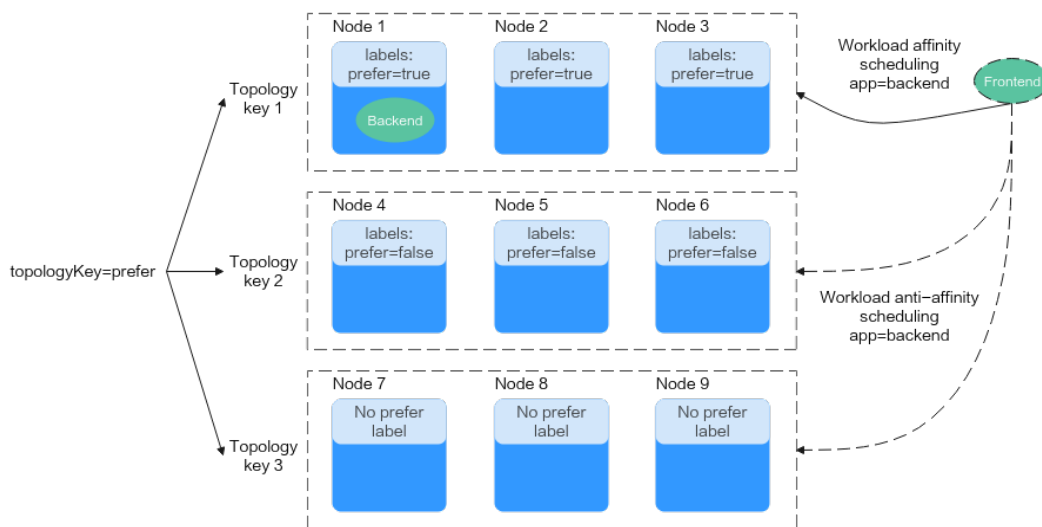 Node 1
Node 2
Node 3
labels:
prefer=true
labels:
prefer=true
labels:
prefer=true
Backend
Topology
key 1
Workload affinity
scheduling
app=backend
Frontend
Node 4
Node 5
Node 6
labels:
prefer=false
labels:
prefer=false
labels:
prefer=false
topologyKey=prefer
Topology
key 2
Workload anti−affinity
scheduling
app=backend
Node 7
Node 8
Node 9
No prefer
label
No prefer
label
No prefer
label
Topology
key 3